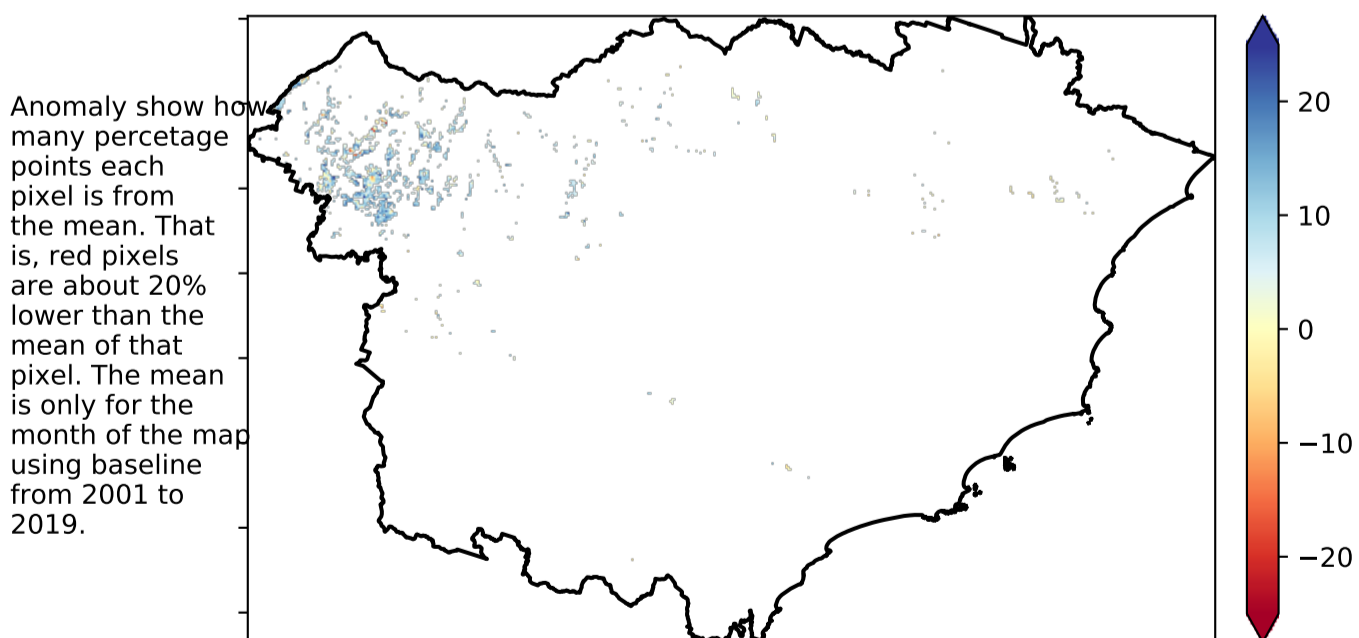 Anomaly show how
many percetage
points each
pixel is from
the mean. That
is, red pixels
are about 20%
lower than the
mean of that
pixel. The mean
is only for the
month of the map
using baseline
from 2001 to
2019.
20
10
0
−10
−20